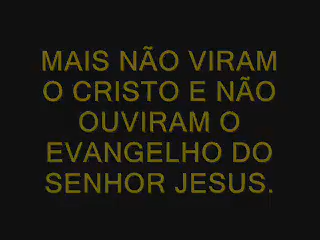 MAIS NÃO VIRAM
O CRISTO E NÃO
OUVIRAM O
EVANGELHO DO
SENHOR JESUS.